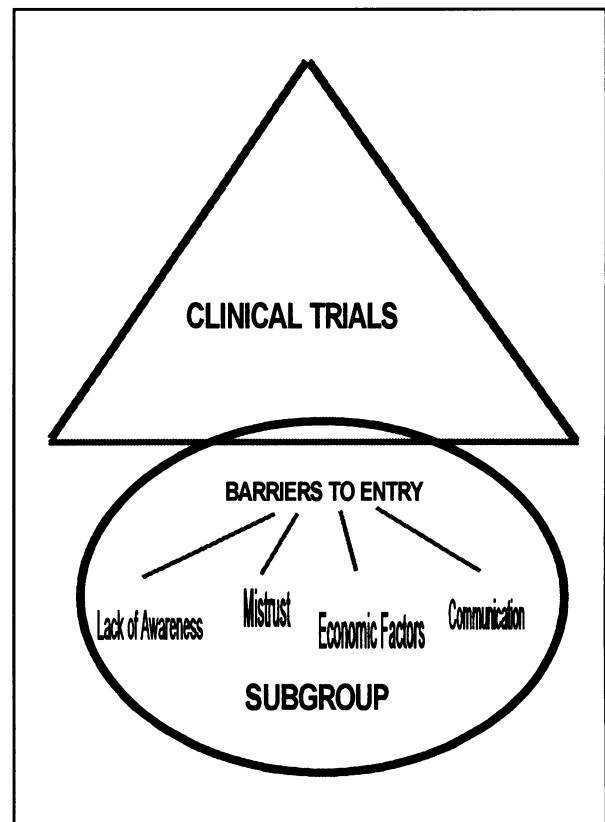 CLINICAL TRIALS
BARRIERS TO ENTRY
Lack of Awareness
Mistrust
Economic Factors
Communication
SUBGROUP